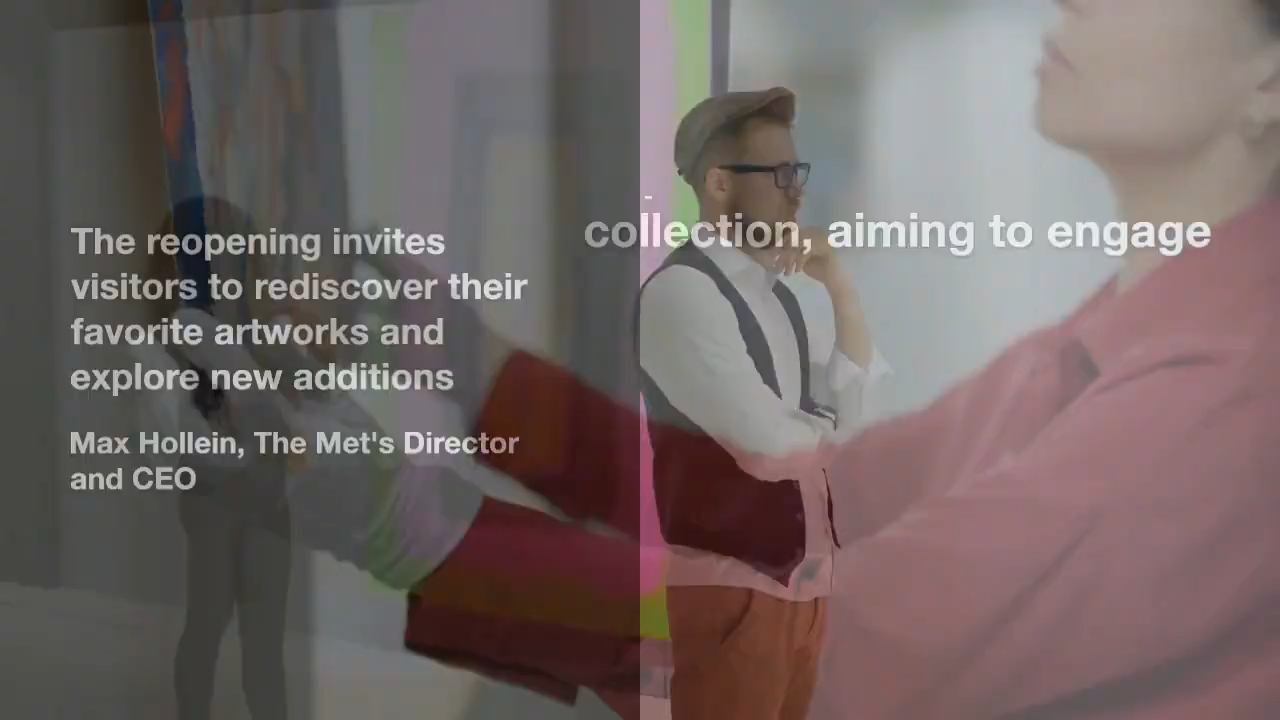 The reopening invites
visitors to rediscover their
favorite artworks and
explore new additions
Max Hollein, The Met's Director
and CEO
collection, aiming to engage